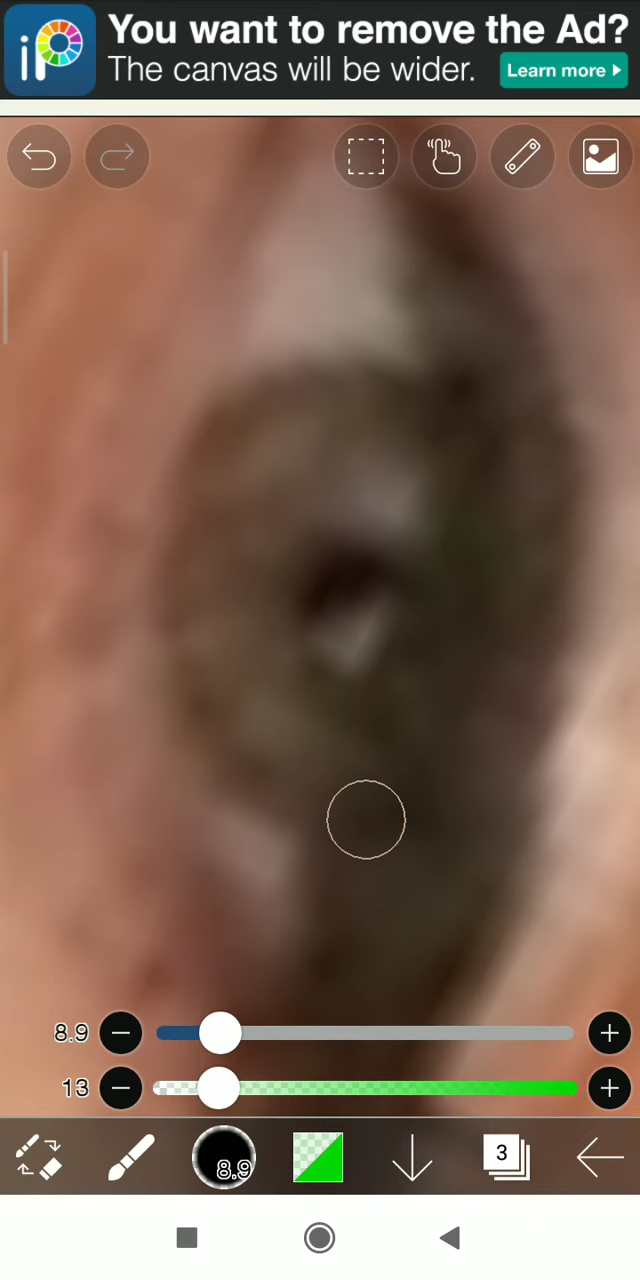 iP
You want to remove the Ad?
The canvas will be wider.
Learn more
8.9
13
8.9
3